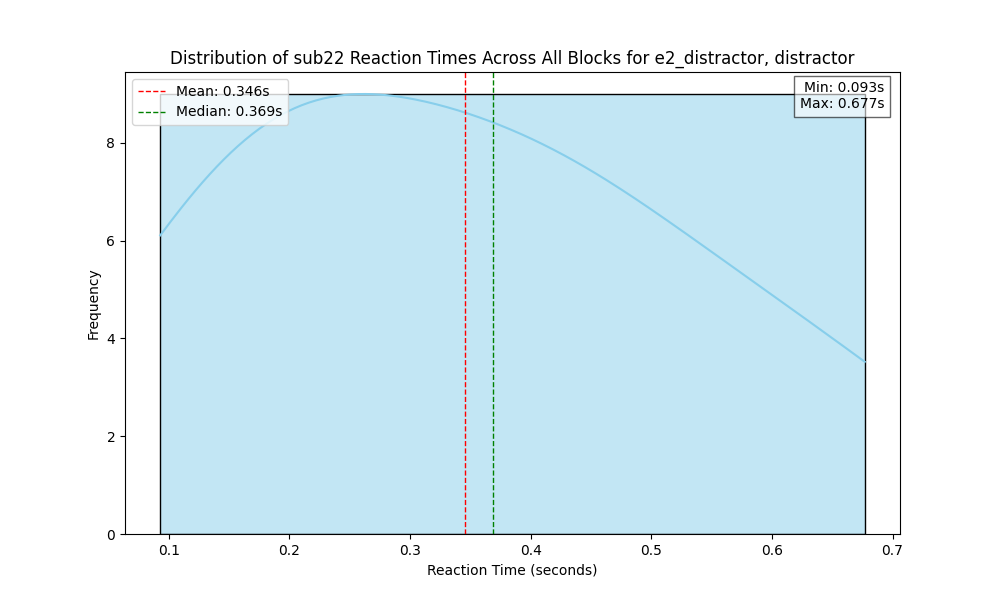 Distribution of sub22 Reaction Times Across All Blocks for e2_distractor, distractor
Mean: 0.346s
Median: 0.369s
Min: 0.093s
Max: 0.677s
Frequency
8
6
4
2
0
0.1 0.2 0.3 0.4 0.5 0.6 0.7
Reaction Time (seconds)